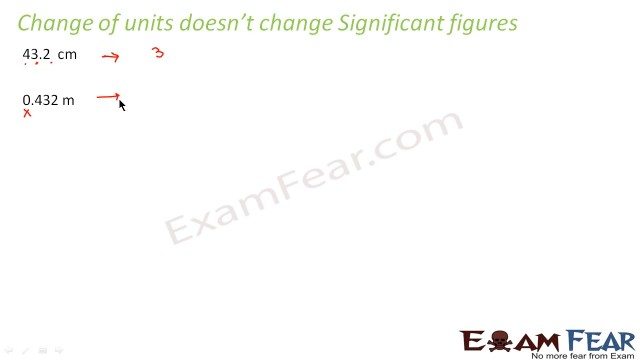 Change of units doesn't change Significant figures
43.2 cm → 3
0.432 m →
x
ExamFear.com
EXAM FEAR
No more fear from Exam